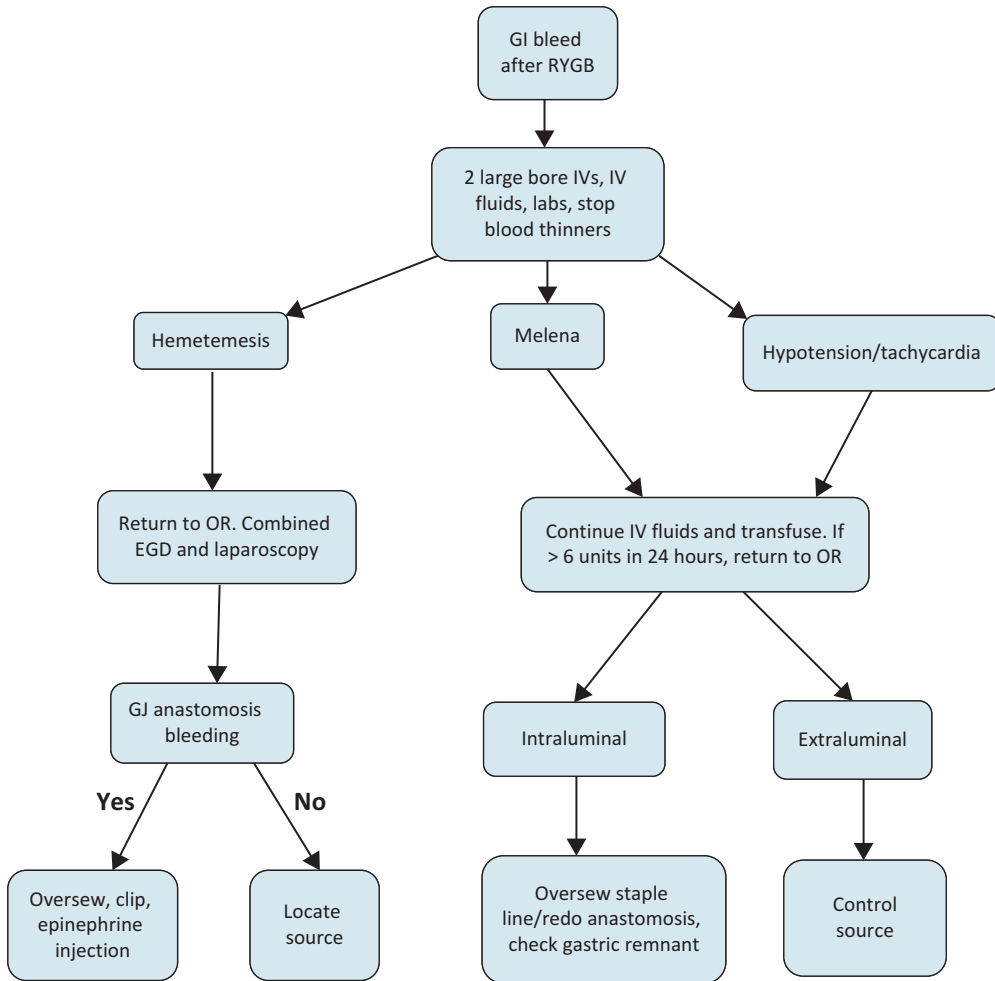 GI bleed
after RYGB
2 large bore IVs, IV
fluids, labs, stop
blood thinners
Hemetemesis
Melena
Hypotension/tachycardia
Return to OR. Combined
EGD and laparoscopy
Continue IV fluids and transfuse. If
> 6 units in 24 hours, return to OR
GJ anastomosis
bleeding
Intraluminal
Extraluminal
Yes
No
Oversew, clip,
epinephrine
injection
Locate
source
Oversew staple
line/redo anastomosis,
check gastric remnant
Control
source